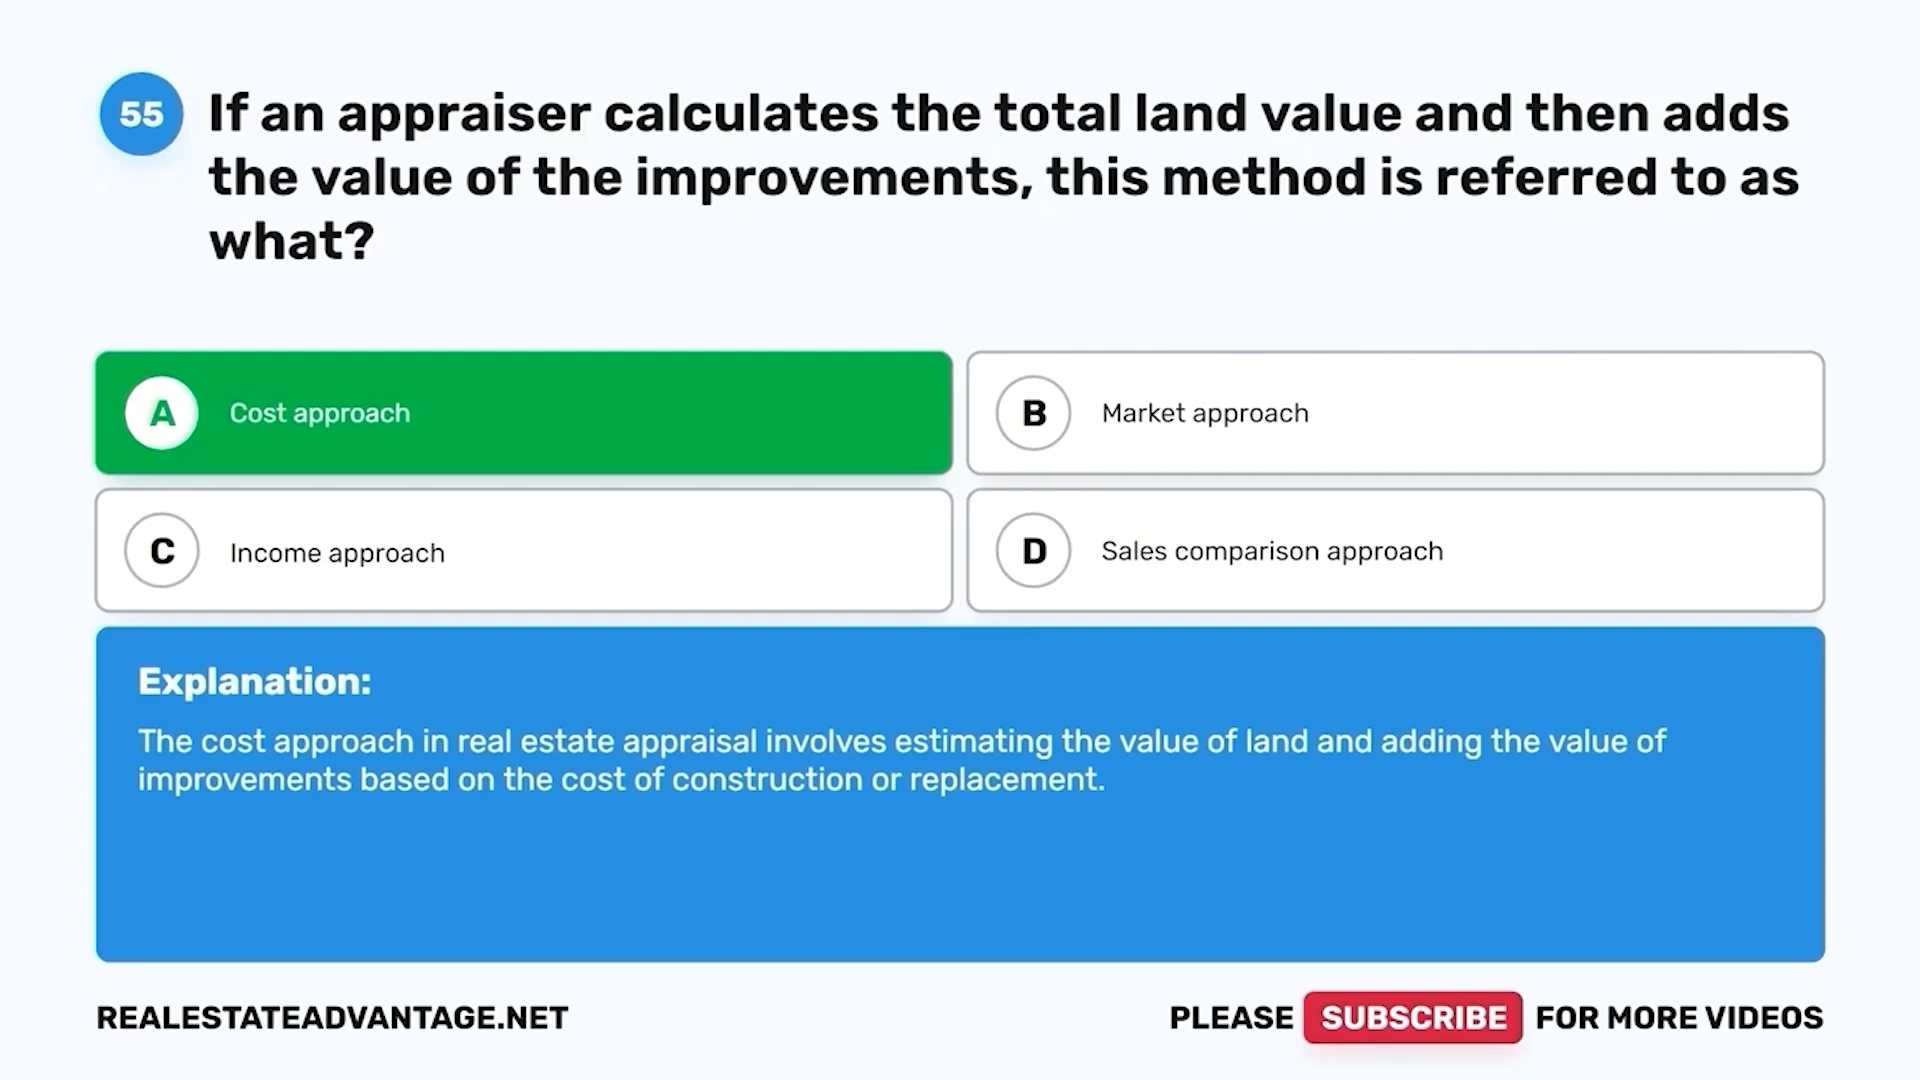 55
If an appraiser calculates the total land value and then adds
the value of the improvements, this method is referred to as
what?
A Cost approach
B Market approach
C Income approach
D Sales comparison approach
Explanation:
The cost approach in real estate appraisal involves estimating the value of land and adding the value of
improvements based on the cost of construction or replacement.
REALESTATEADVANTAGE.NET
PLEASE SUBSCRIBE FOR MORE VIDEOS